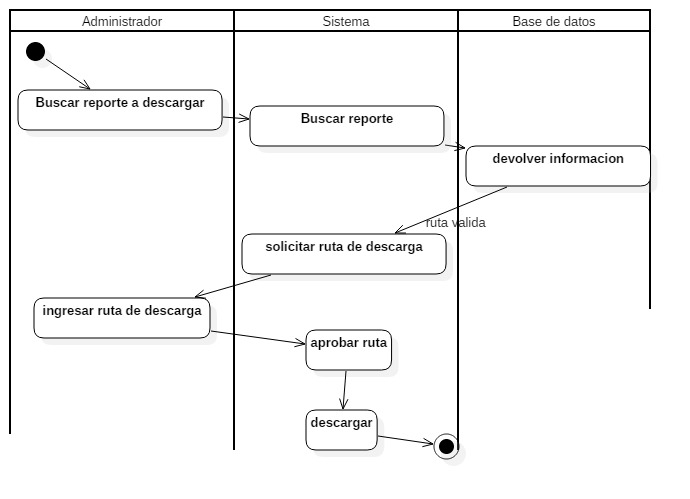 Administrador
Sistema
Base de datos
Buscar reporte a descargar
Buscar reporte
devolver informacion
ruta valida
solicitar ruta de descarga
ingresar ruta de descarga
aprobar ruta
descargar